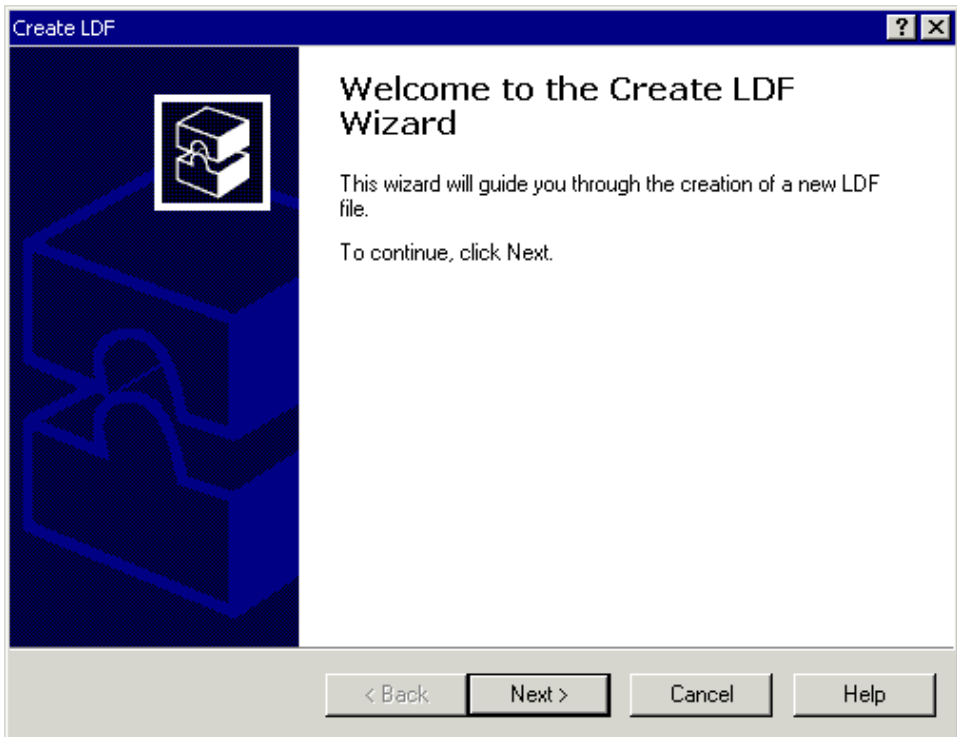 Create LDF
Welcome to the Create LDF
Wizard
This wizard will guide you through the creation of a new LDF
file.
To continue, click Next.
< Back
Next >
Cancel
Help